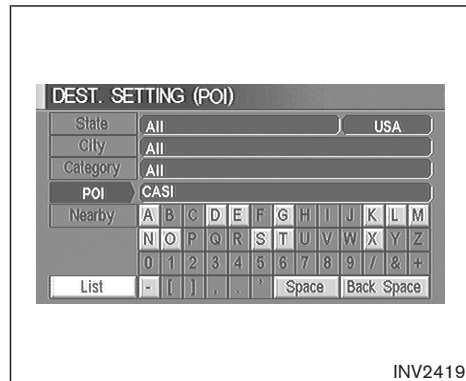 DEST. SETTING (POI)
State All USA
City All
Category All
POI CASI
Nearby A B C D E F G H I J K L M
N O P Q R S T U V W X Y Z
0 1 2 3 4 5 6 7 8 9 / & +
List - [ ] , . ' Space Back Space
INV2419